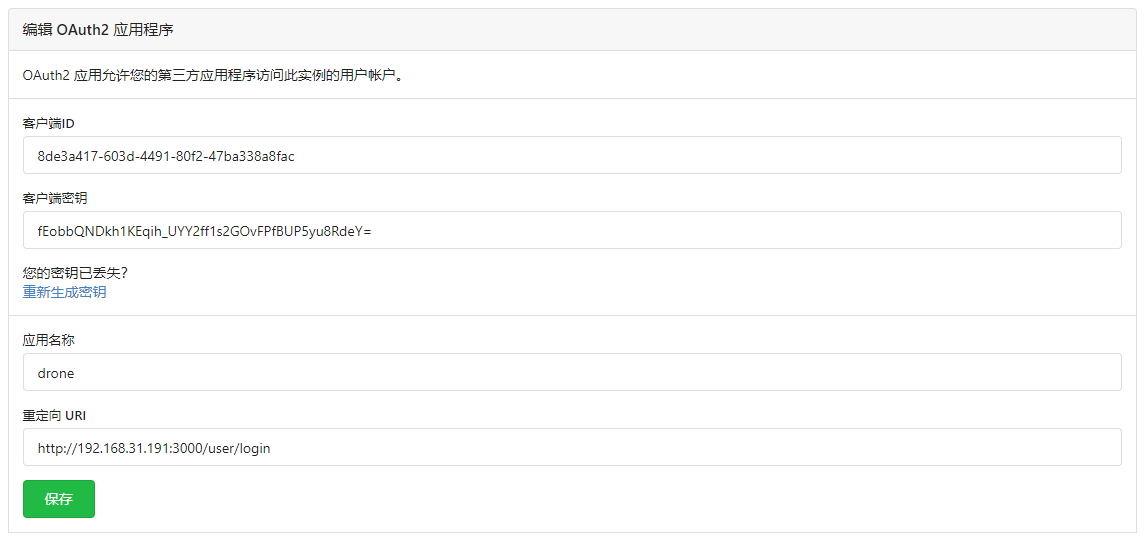 编辑 OAuth2 应用程序
OAuth2 应用允许您的第三方应用程序访问此实例的用户帐户。
客户端ID
8de3a417-603d-4491-80f2-47ba338a8fac
客户端密钥
fEobbQNDkh1KEqih_UYY2ff1s2GOvFPfBUP5yu8RdeY=
您的密钥已丢失?
重新生成密钥
应用名称
drone
重定向 URI
http://192.168.31.191:3000/user/login
保存